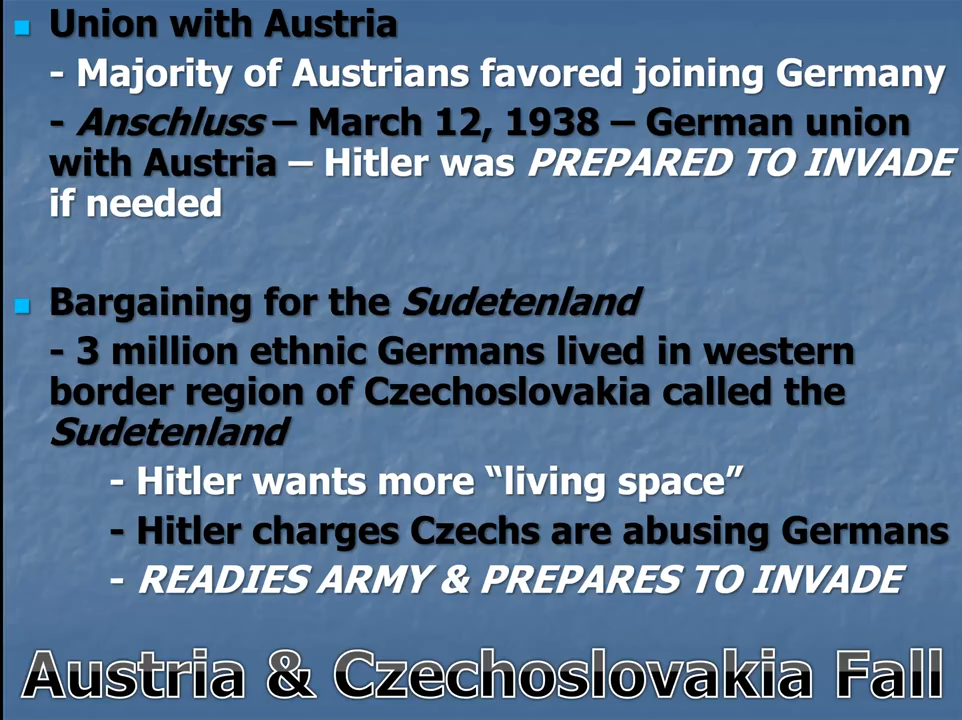 Union with Austria
- Majority of Austrians favored joining Germany
- Anschluss – March 12, 1938 – German union
with Austria – Hitler was PREPARED TO INVADE
if needed
Bargaining for the Sudetenland
- 3 million ethnic Germans lived in western
border region of Czechoslovakia called the
Sudetenland
- Hitler wants more “living space”
- Hitler charges Czechs are abusing Germans
- READIES ARMY & PREPARES TO INVADE
Austria & Czechoslovakia Fall